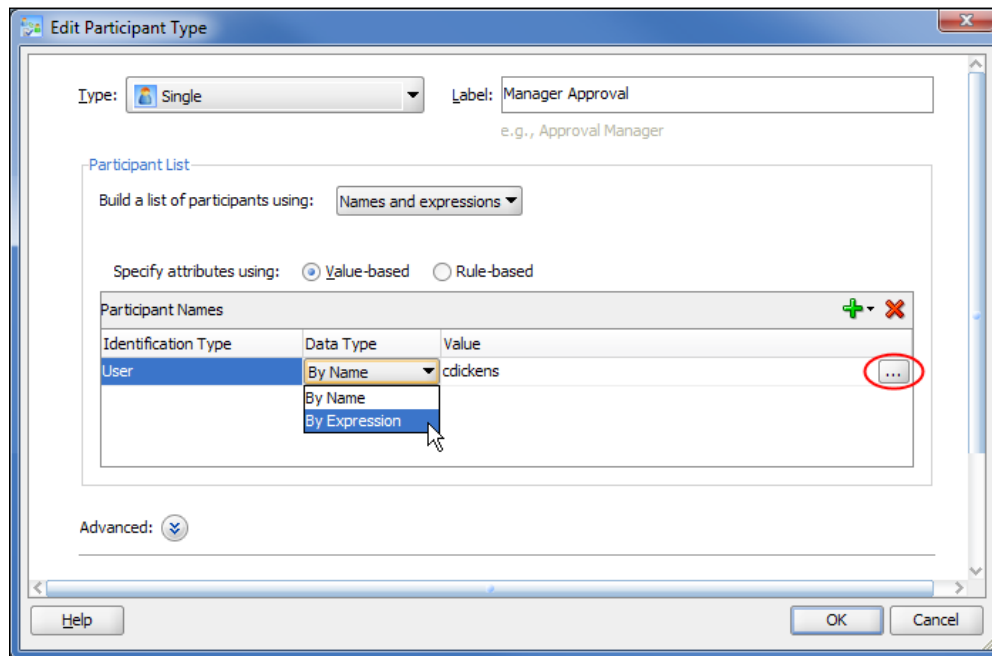 Edit Participant Type
Type: Single Label: Manager Approval
e.g., Approval Manager
Participant List
Build a list of participants using: Names and expressions
Specify attributes using: Value-based Rule-based
Participant Names
Identification Type Data Type Value
User By Name cdickens ...
By Name
By Expression
Advanced:
Help OK Cancel